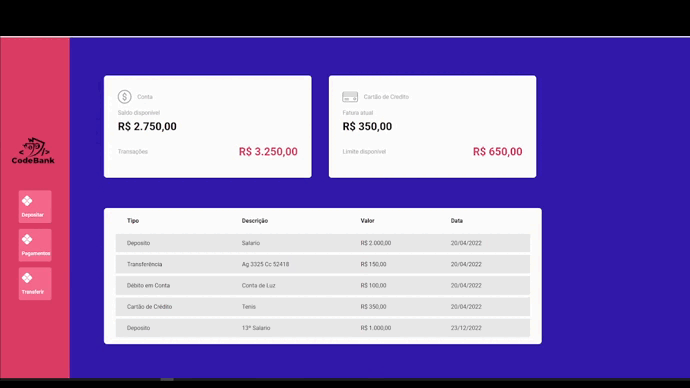 CodeBank
Depositar
Pagamentos
Transferir
Conta
Saldo disponível
R$ 2.750,00
Transações R$ 3.250,00
Cartão de Crédito
Fatura atual
R$ 350,00
Limite disponível R$ 650,00
Tipo Descrição Valor Data
Deposito Salario R$ 2.000,00 20/04/2022
Transferência Ag 3325 Cc 52418 R$ 150,00 20/04/2022
Débito em Conta Conta de Luz R$ 100,00 20/04/2022
Cartão de Crédito Tenis R$ 350,00 20/04/2022
Deposito 13º Salario R$ 1.000,00 23/12/2022